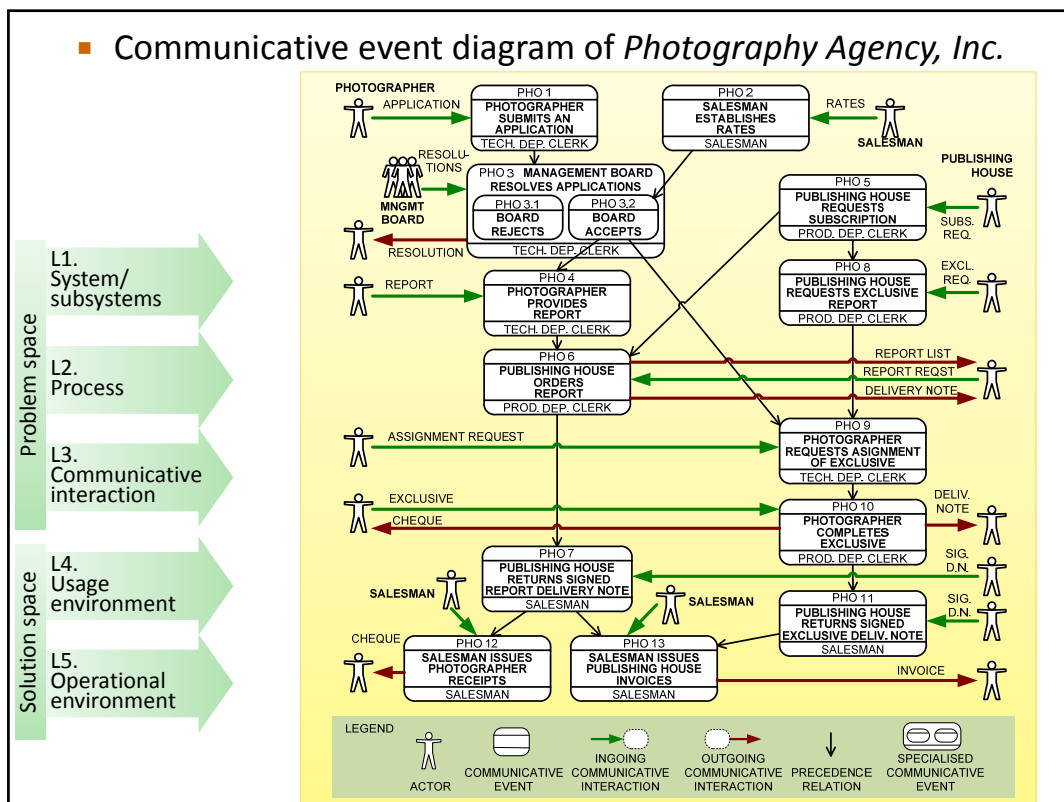 Communicative event diagram of Photography Agency, Inc.
Problem space
L1.
System/
subsystems
L2.
Process
L3.
Communicative
interaction
Solution space
L4.
Usage
environment
L5.
Operational
environment
PHOTOGRAPHER
APPLICATION
PHO 1
PHOTOGRAPHER
SUBMITS AN
APPLICATION
TECH. DEP. CLERK
PHO 2
SALESMAN
ESTABLISHES
RATES
SALESMAN
RATES
SALESMAN
RESOLU-
TIONS
MNGMT
BOARD
PHO 3 MANAGEMENT BOARD
RESOLVES APPLICATIONS
PHO 3.1
BOARD
REJECTS
PHO 3.2
BOARD
ACCEPTS
TECH. DEP. CLERK
RESOLUTION
PUBLISHING
HOUSE
PHO 5
PUBLISHING HOUSE
REQUESTS
SUBSCRIPTION
PROD. DEP. CLERK
SUBS.
REQ.
REPORT
PHO 4
PHOTOGRAPHER
PROVIDES
REPORT
TECH. DEP. CLERK
PHO 8
PUBLISHING HOUSE
REQUESTS EXCLUSIVE
REPORT
PROD. DEP. CLERK
EXCL.
REQ.
PHO 6
PUBLISHING HOUSE
ORDERS
REPORT
PROD. DEP. CLERK
REPORT LIST
REPORT REQST
DELIVERY NOTE
ASSIGNMENT REQUEST
PHO 9
PHOTOGRAPHER
REQUESTS ASIGNMENT
OF EXCLUSIVE
TECH. DEP. CLERK
EXCLUSIVE
CHEQUE
PHO 10
PHOTOGRAPHER
COMPLETES
EXCLUSIVE
PROD. DEP. CLERK
DELIV.
NOTE
PHO 7
PUBLISHING HOUSE
RETURNS SIGNED
REPORT DELIVERY NOTE
SALESMAN
SIG.
D.N.
SALESMAN
SALESMAN
PHO 11
PUBLISHING HOUSE
RETURNS SIGNED
EXCLUSIVE DELIV. NOTE
SALESMAN
SIG.
D.N.
CHEQUE
PHO 12
SALESMAN ISSUES
PHOTOGRAPHER
RECEIPTS
SALESMAN
PHO 13
SALESMAN ISSUES
PUBLISHING HOUSE
INVOICES
SALESMAN
INVOICE
LEGEND
ACTOR
COMMUNICATIVE
EVENT
INGOING
COMMUNICATIVE
INTERACTION
OUTGOING
COMMUNICATIVE
INTERACTION
PRECEDENCE
RELATION
SPECIALISED
COMMUNICATIVE
EVENT